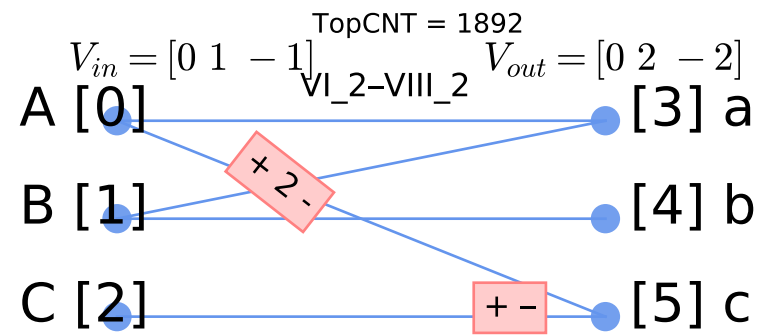 TopCNT = 1892
V_in = [0 1 − 1]
V_out = [0 2 − 2]
VI_2–VIII_2
A [0]
[3] a
+ 2 -
B [1]
[4] b
C [2]
+ –
[5] c